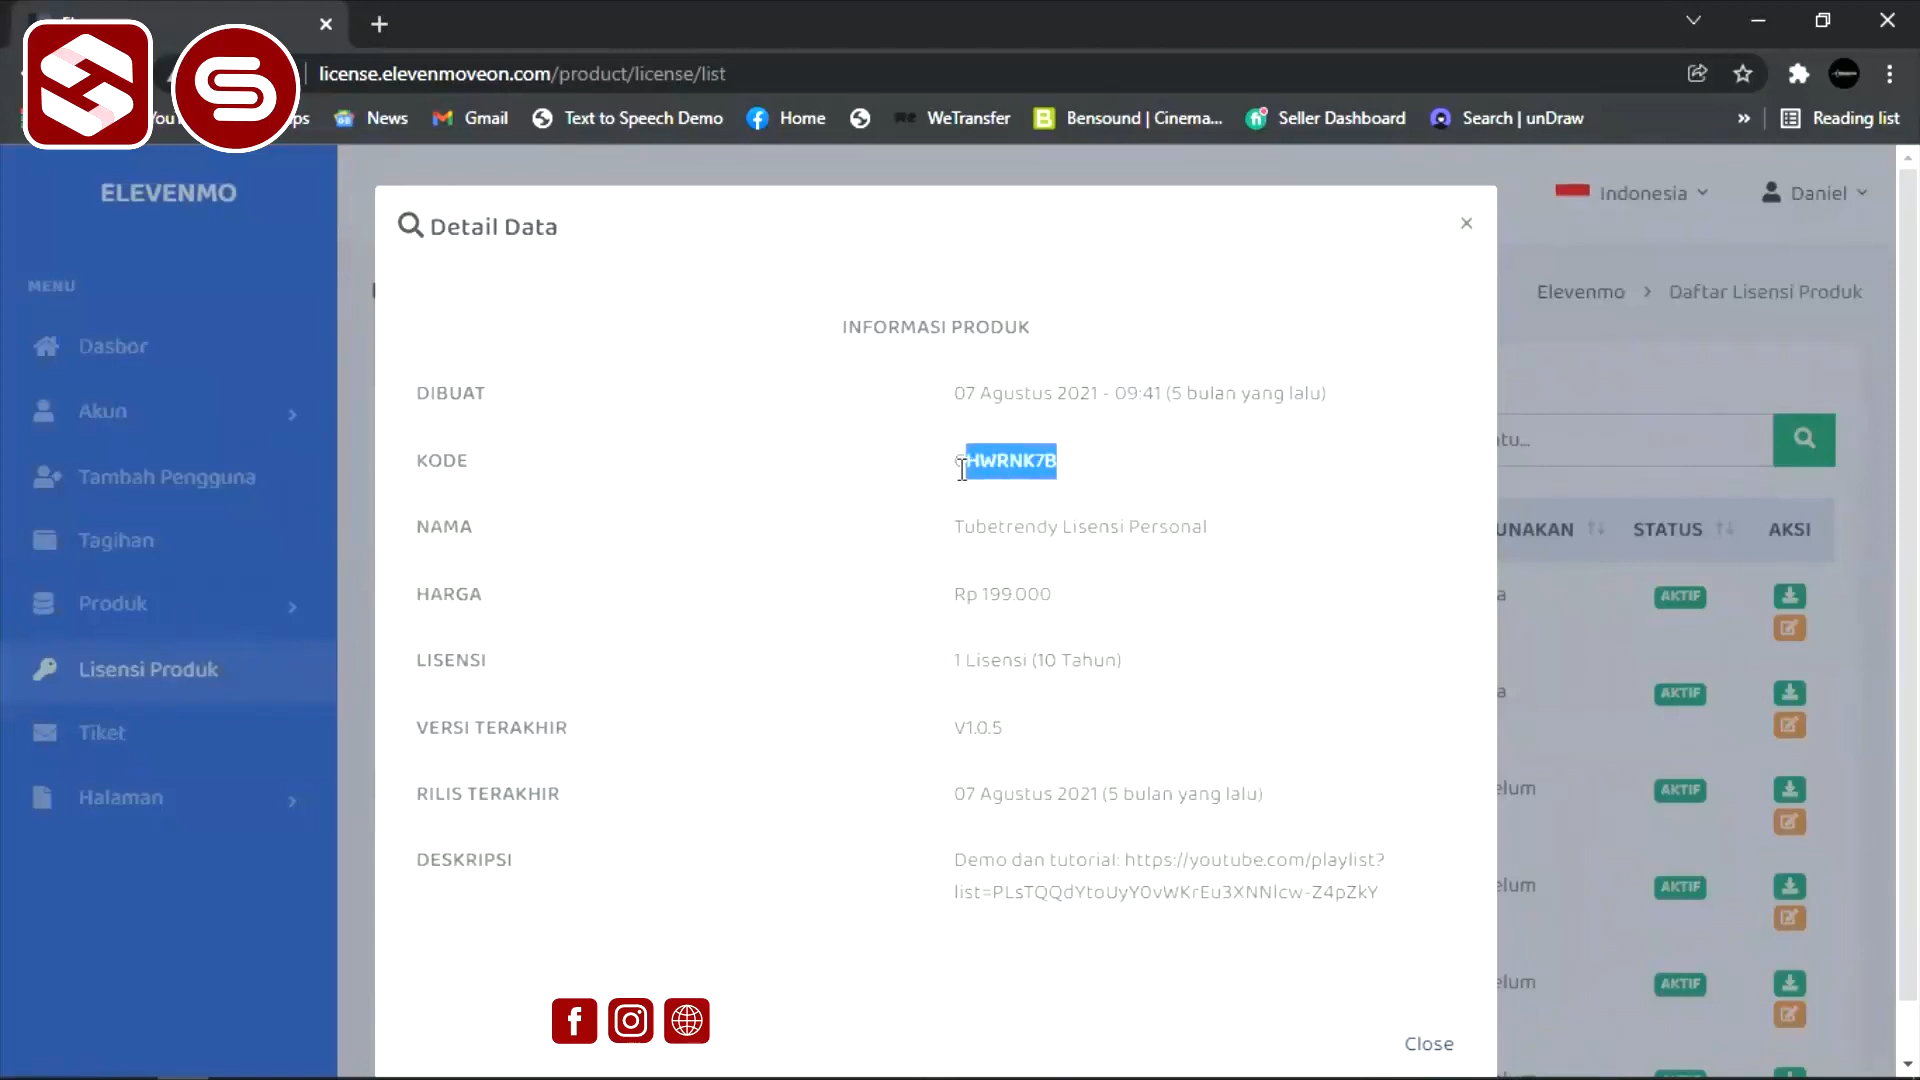 license.elevenmoveon.com/product/license/list
News
Gmail
Text to Speech Demo
Home
WeTransfer
Bensound | Cinema...
Seller Dashboard
Search | unDraw
Reading list
ELEVENMO
Indonesia
Daniel
MENU
Elevenmo > Daftar Lisensi Produk
Dasbor
Akun
Tambah Pengguna
Tagihan
Produk
Lisensi Produk
Tiket
Halaman
Detail Data
×
INFORMASI PRODUK
DIBUAT 07 Agustus 2021 - 09:41 (5 bulan yang lalu)
KODE HWRNK7B
NAMA Tubetrendy Lisensi Personal
HARGA Rp 199.000
LISENSI 1 Lisensi (10 Tahun)
VERSI TERAKHIR V1.0.5
RILIS TERAKHIR 07 Agustus 2021 (5 bulan yang lalu)
DESKRIPSI Demo dan tutorial: https://youtube.com/playlist?
list=PLsTQQdYtoUyY0vWKrEu3XNNlcw-Z4pZkY
Close
STATUS AKSI
AKTIF
AKTIF
AKTIF
AKTIF
AKTIF